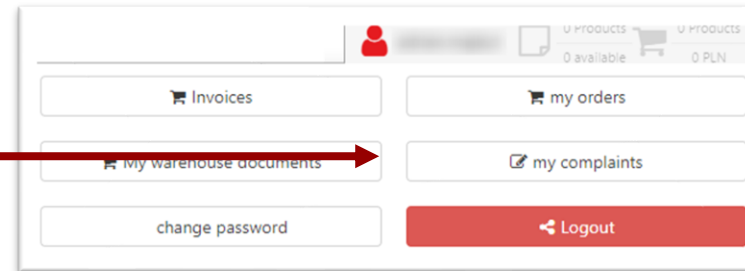 0 Products
0 Products
0 available
0 PLN
Invoices
my orders
My warehouse documents
my complaints
change password
Logout